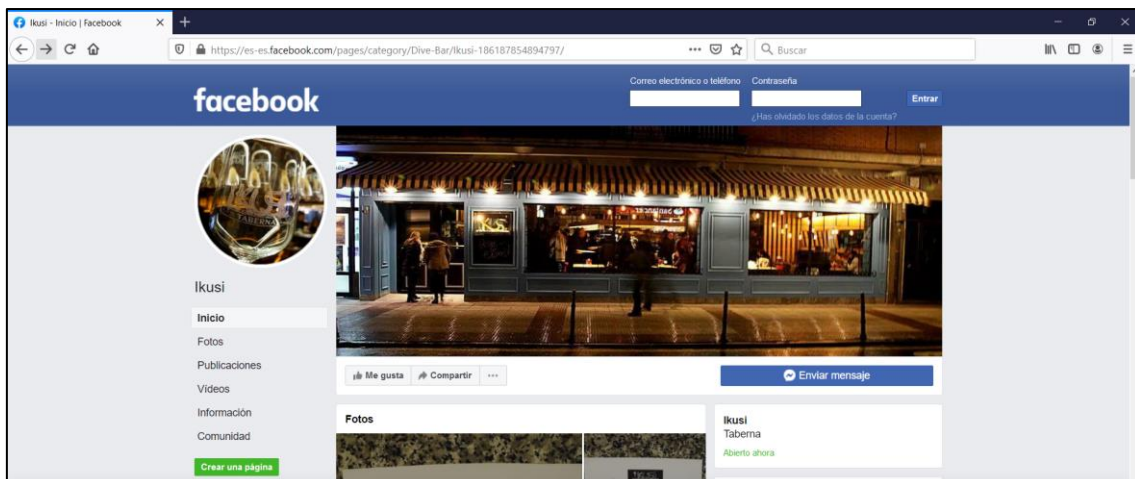 Ikusi - Inicio | Facebook
https://es-es.facebook.com/pages/category/Dive-Bar/Ikusi-186187854894797/
Buscar
facebook
Correo electrónico o teléfono
Contraseña
Entrar
¿Has olvidado los datos de la cuenta?
TABERNA
Ikusi
Inicio
Fotos
Publicaciones
Vídeos
Información
Comunidad
Crear una página
Me gusta
Compartir
Enviar mensaje
Fotos
Ikusi
Taberna
Abierto ahora